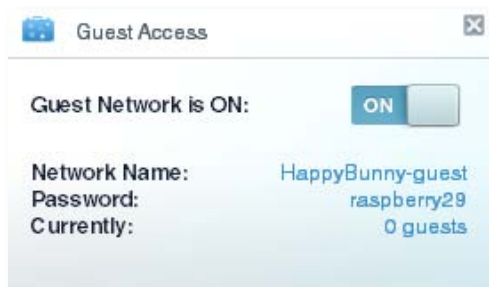 Guest Access
Guest Network is ON: ON
Network Name: HappyBunny-guest
Password: raspberry29
Currently: 0 guests